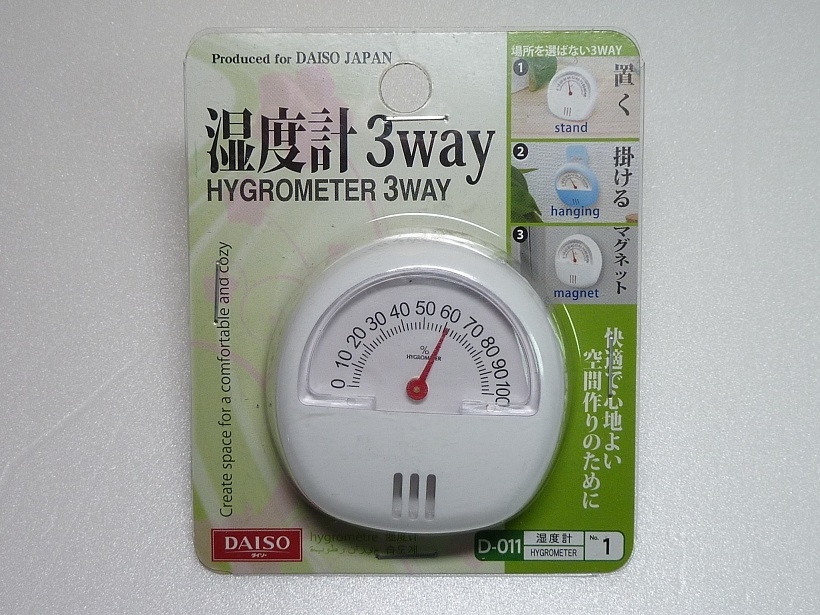 Produced for DAISO JAPAN
湿度計 3way
HYGROMETER 3WAY
Create space for a comfortable and cozy
場所を選ばない3WAY
1
置く
stand
2
掛ける
hanging
3
マグネット
magnet
快適で心地よい
空間作りのために
0 10 20 30 40 50 60 70 80 90 100
%
HYGROMETER
DAISO
ダイソー
hygrometre
D-011
湿度計
HYGROMETER
No. 1